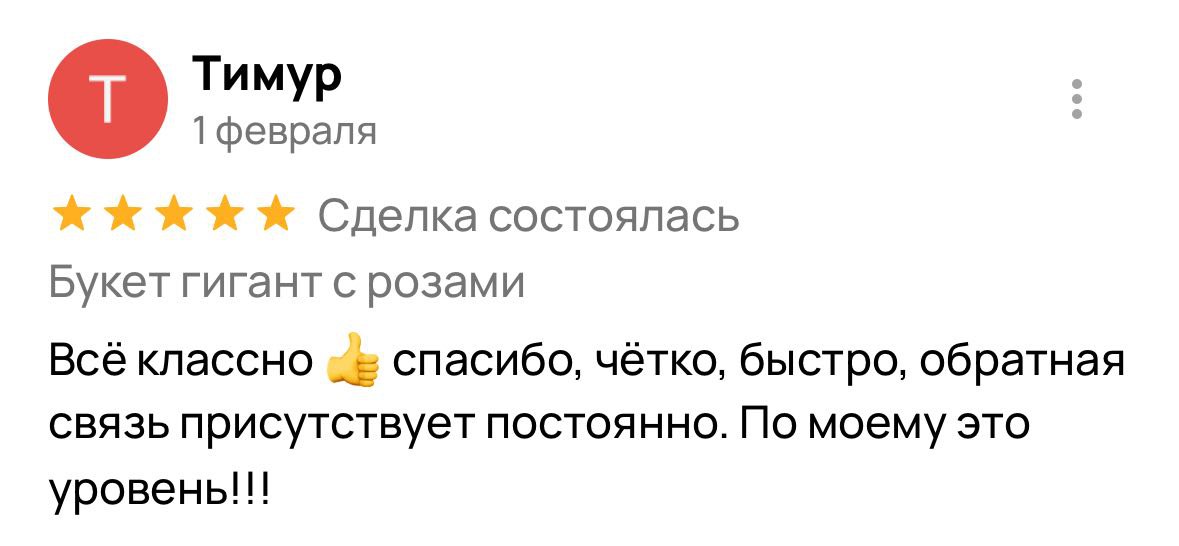 Т
Тимур
1 февраля
Сделка состоялась
Букет гигант с розами
Всё классно 👍 спасибо, чётко, быстро, обратная
связь присутствует постоянно. По моему это
уровень!!!